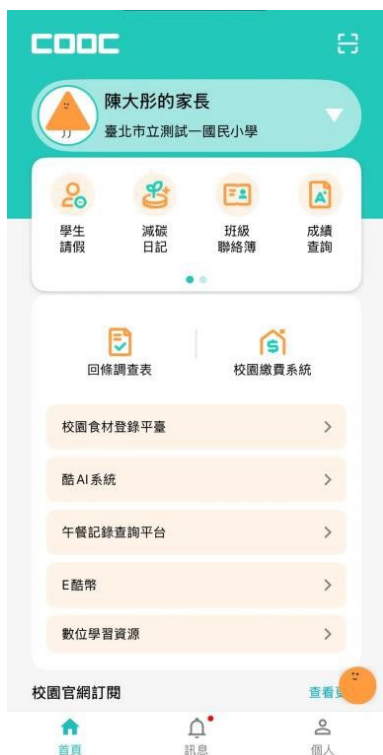 COOC
陳大彤的家長
臺北市立測試一國民小學
學生 減碳 班級 成績
請假 日記 聯絡簿 查詢
回條調查表 校園繳費系統
校園食材登錄平臺
酷AI系統
午餐記錄查詢平台
E酷幣
數位學習資源
校園官網訂閱 查看
首頁 訊息 個人